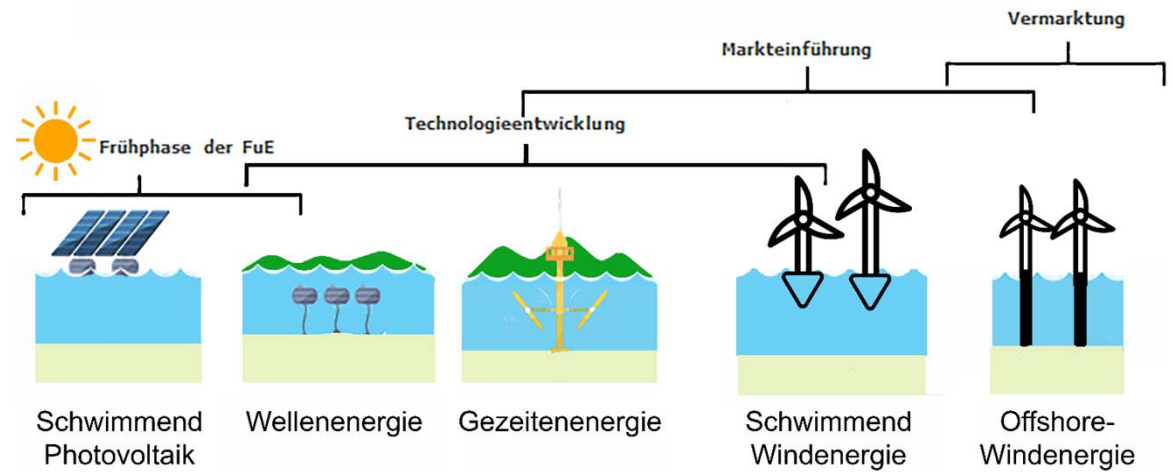 Vermarktung
Markteinführung
Technologieentwicklung
Frühphase der FuE
Schwimmend
Photovoltaik
Wellenenergie
Gezeitenenergie
Schwimmend
Windenergie
Offshore-
Windenergie